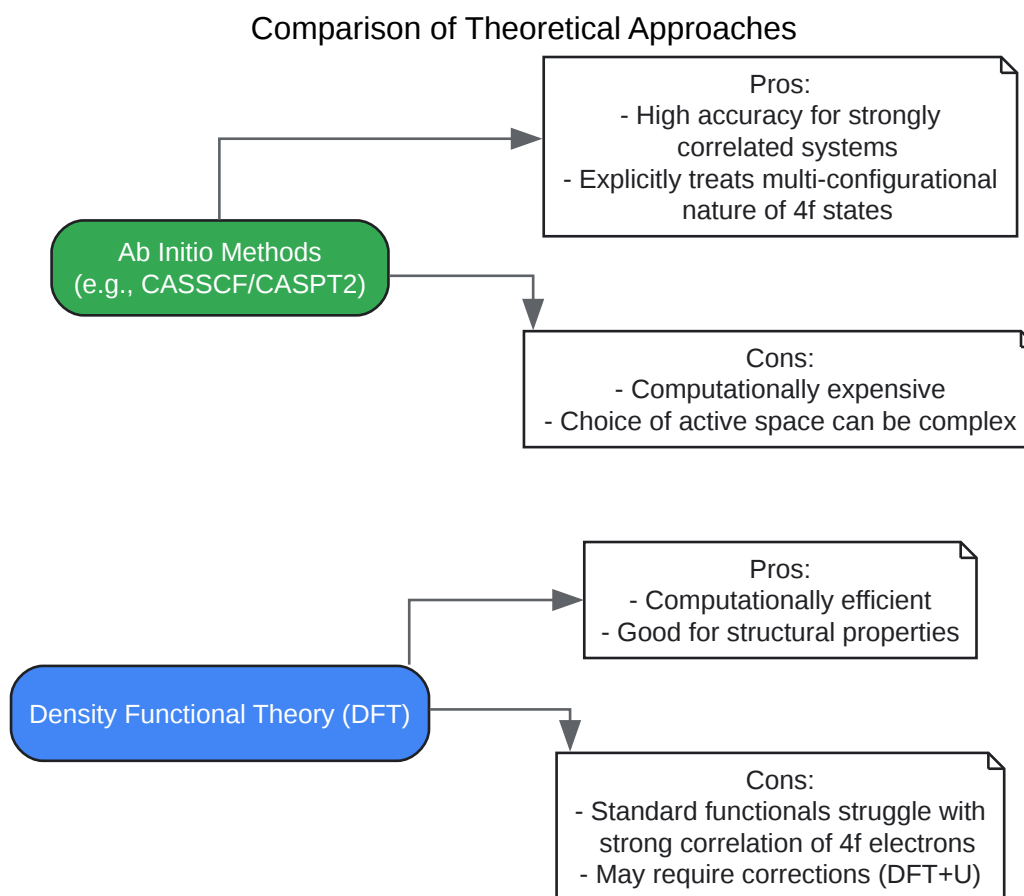 Comparison of Theoretical Approaches
Pros:
- High accuracy for strongly
correlated systems
- Explicitly treats multi-configurational
nature of 4f states
Ab Initio Methods
(e.g., CASSCF/CASPT2)
Cons:
- Computationally expensive
- Choice of active space can be complex
Pros:
- Computationally efficient
- Good for structural properties
Density Functional Theory (DFT)
Cons:
- Standard functionals struggle with
strong correlation of 4f electrons
- May require corrections (DFT+U)